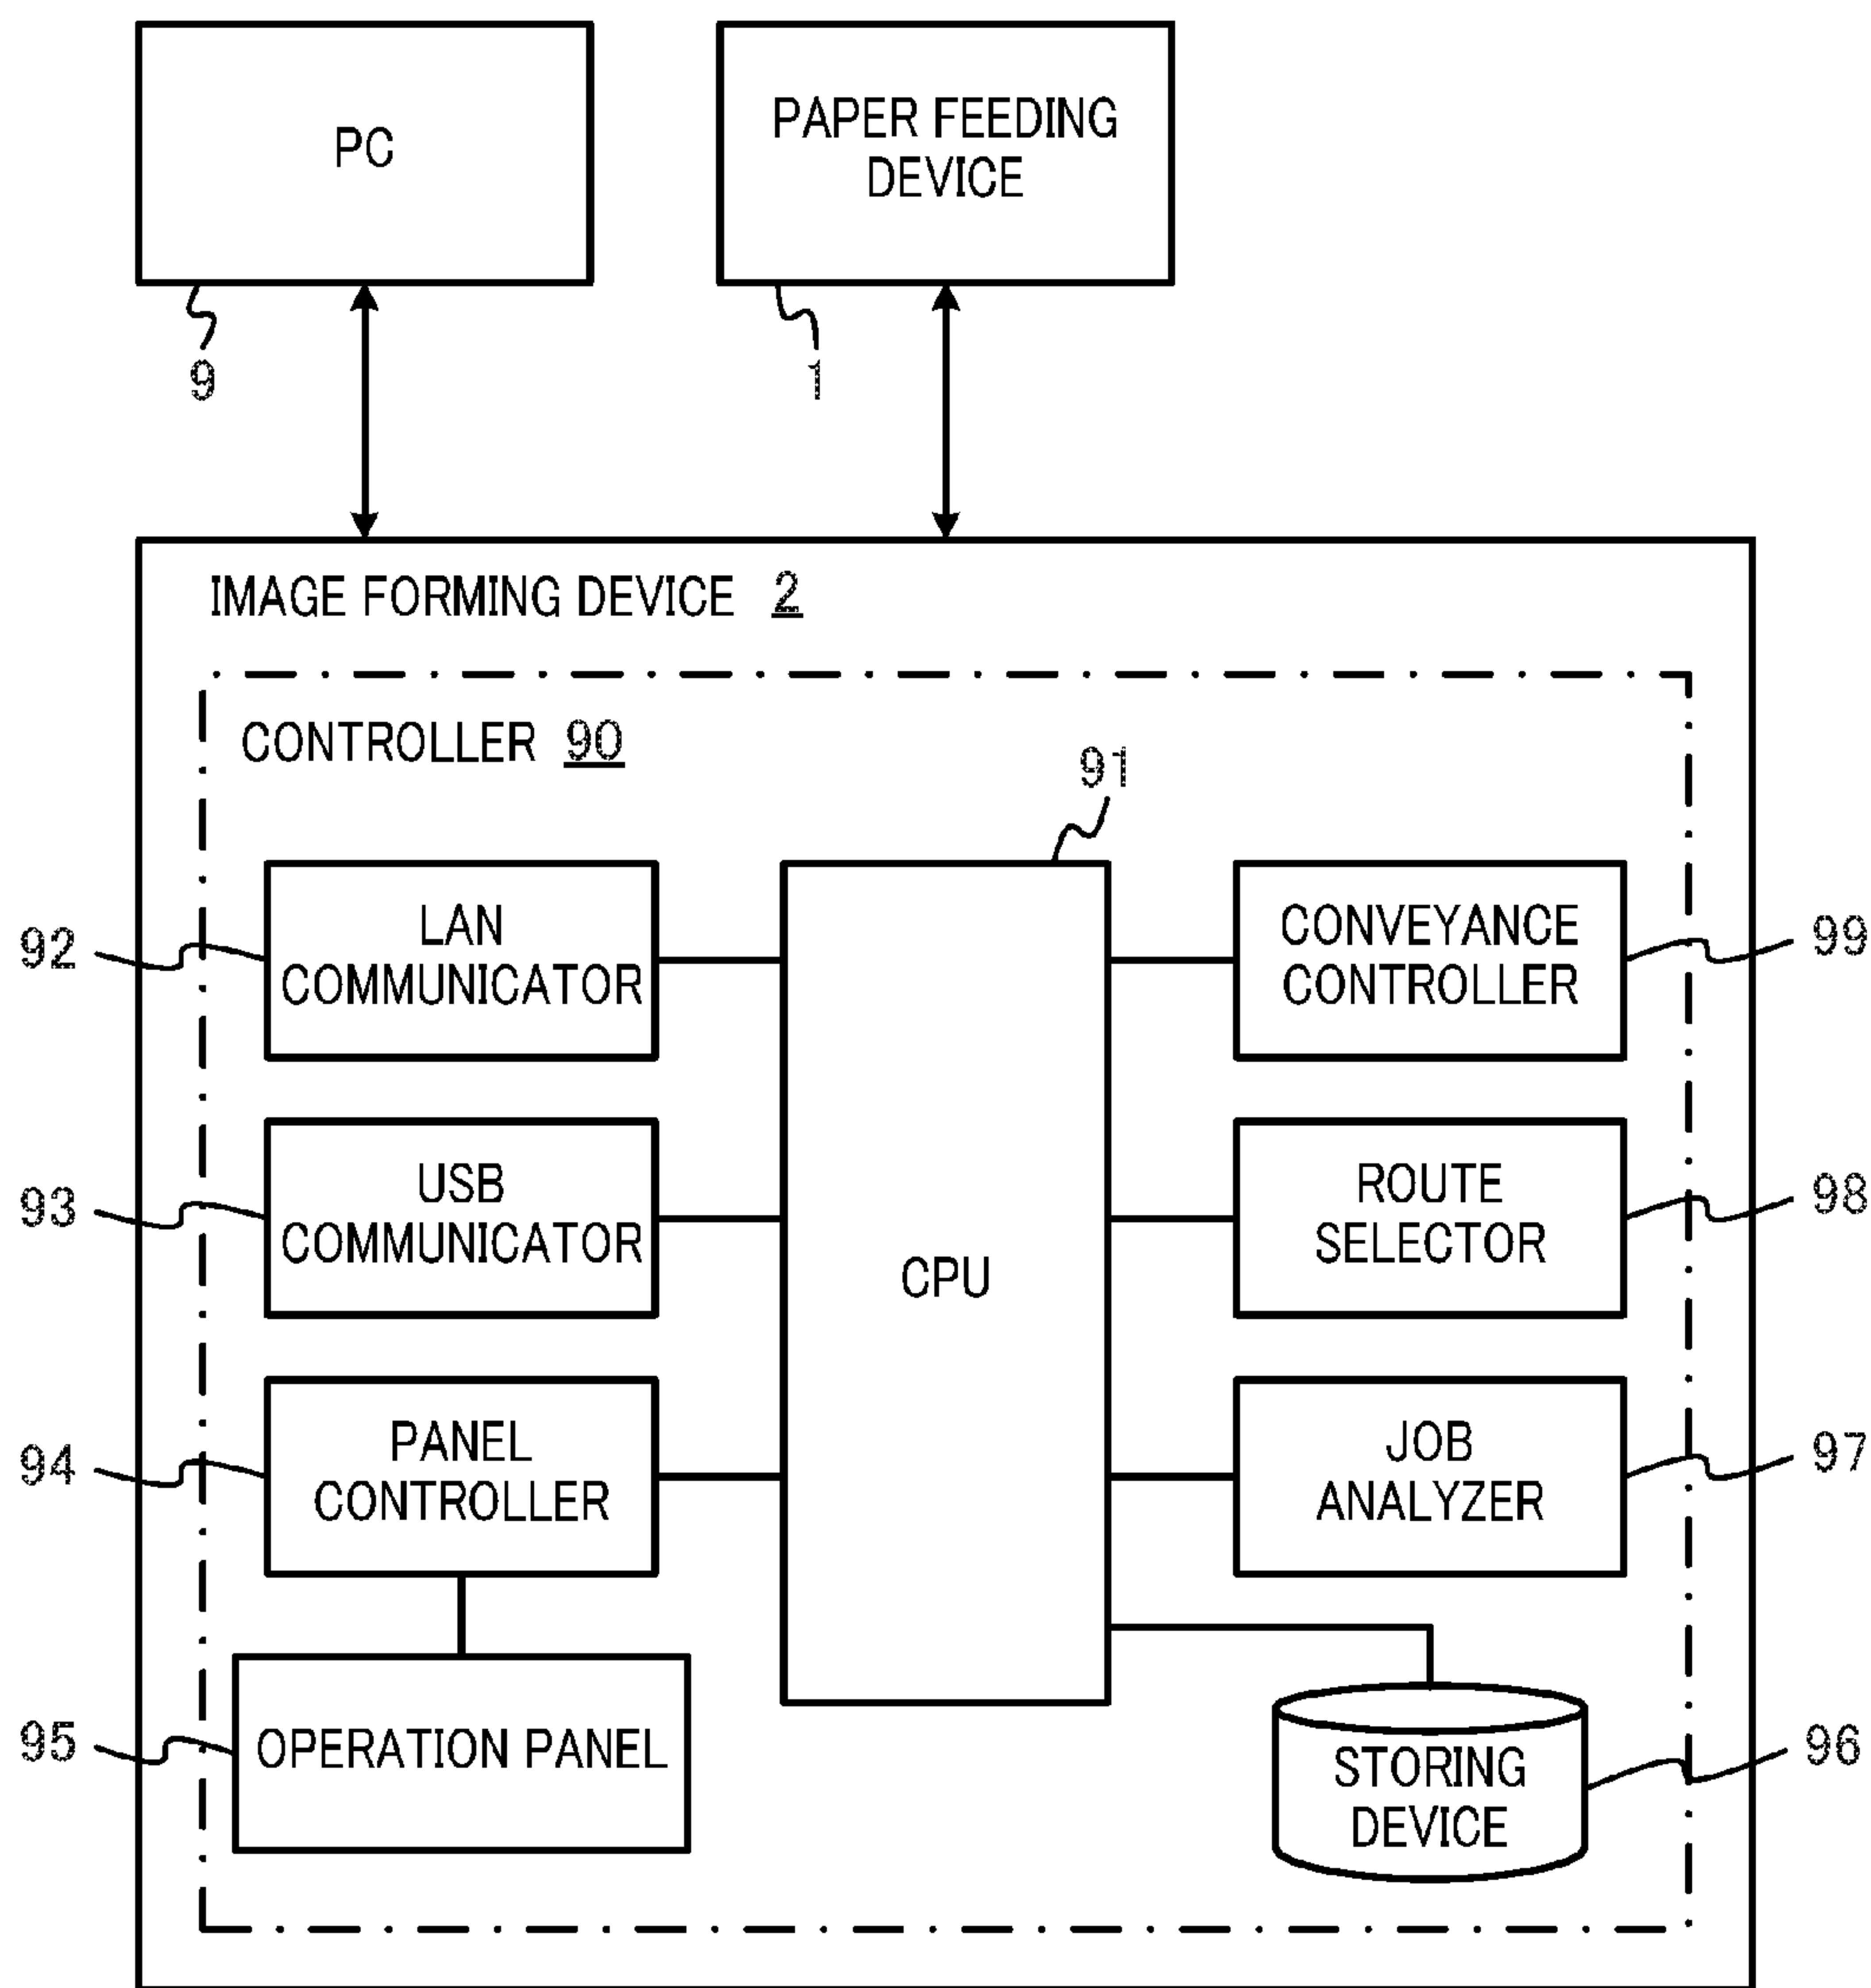 PC
PAPER FEEDING
DEVICE
9
1
IMAGE FORMING DEVICE 2
CONTROLLER 90
91
92
LAN
COMMUNICATOR
CONVEYANCE
CONTROLLER
99
93
USB
COMMUNICATOR
CPU
ROUTE
SELECTOR
98
94
PANEL
CONTROLLER
JOB
ANALYZER
97
95
OPERATION PANEL
STORING
DEVICE
96